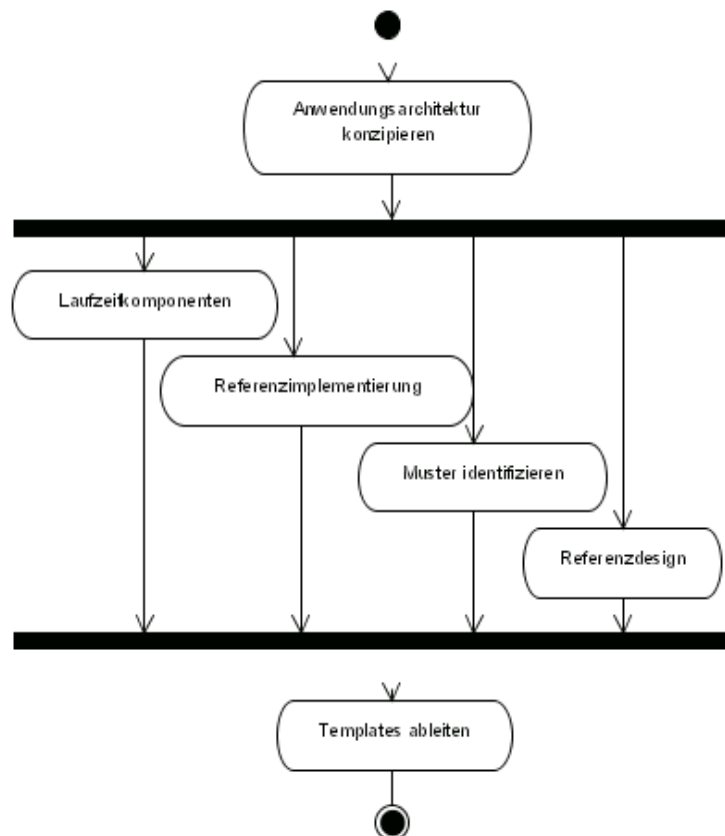 Anwendungsarchitektur
konzipieren
Laufzeitkomponenten
Referenzimplementierung
Muster identifizieren
Referenzdesign
Templates ableiten